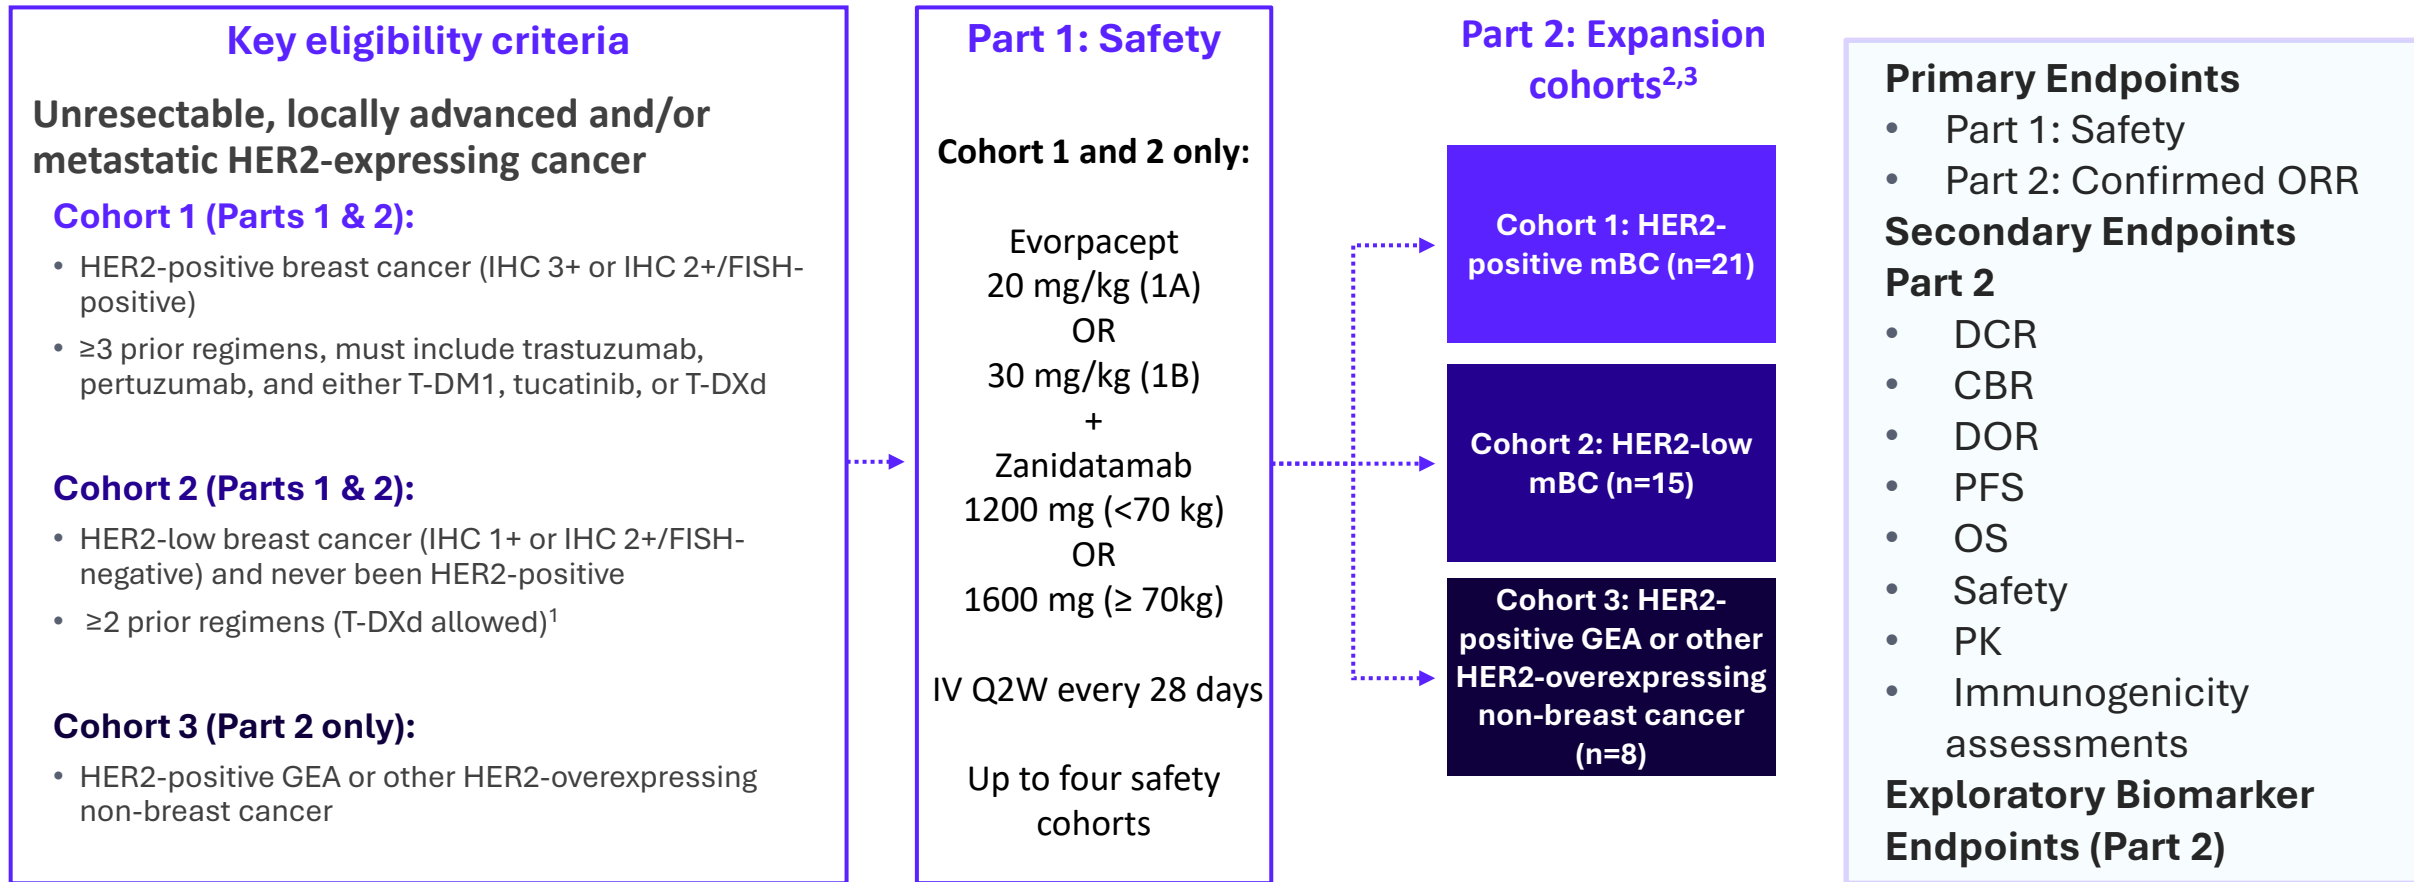 Key eligibility criteria
Unresectable, locally advanced and/or
metastatic HER2-expressing cancer
Cohort 1 (Parts 1 & 2):
• HER2-positive breast cancer (IHC 3+ or IHC 2+/FISH-
positive)
• ≥3 prior regimens, must include trastuzumab,
pertuzumab, and either T-DM1, tucatinib, or T-DXd
Cohort 2 (Parts 1 & 2):
• HER2-low breast cancer (IHC 1+ or IHC 2+/FISH-
negative) and never been HER2-positive
• ≥2 prior regimens (T-DXd allowed)¹
Cohort 3 (Part 2 only):
• HER2-positive GEA or other HER2-overexpressing
non-breast cancer
Part 1: Safety
Cohort 1 and 2 only:
Evorpacept
20 mg/kg (1A)
OR
30 mg/kg (1B)
+
Zanidatamab
1200 mg (<70 kg)
OR
1600 mg (≥ 70kg)
IV Q2W every 28 days
Up to four safety
cohorts
Part 2: Expansion
cohorts²,³
Cohort 1: HER2-
positive mBC (n=21)
Cohort 2: HER2-low
mBC (n=15)
Cohort 3: HER2-
positive GEA or other
HER2-overexpressing
non-breast cancer
(n=8)
Primary Endpoints
• Part 1: Safety
• Part 2: Confirmed ORR
Secondary Endpoints
Part 2
• DCR
• CBR
• DOR
• PFS
• OS
• Safety
• PK
• Immunogenicity
assessments
Exploratory Biomarker
Endpoints (Part 2)